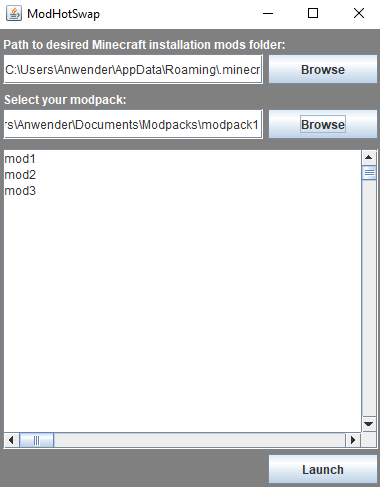 ModHotSwap
Path to desired Minecraft installation mods folder:
C:\Users\Anwender\AppData\Roaming\.minecr
Browse
Select your modpack:
rs\Anwender\Documents\Modpacks\modpack1
Browse
mod1
mod2
mod3
Launch